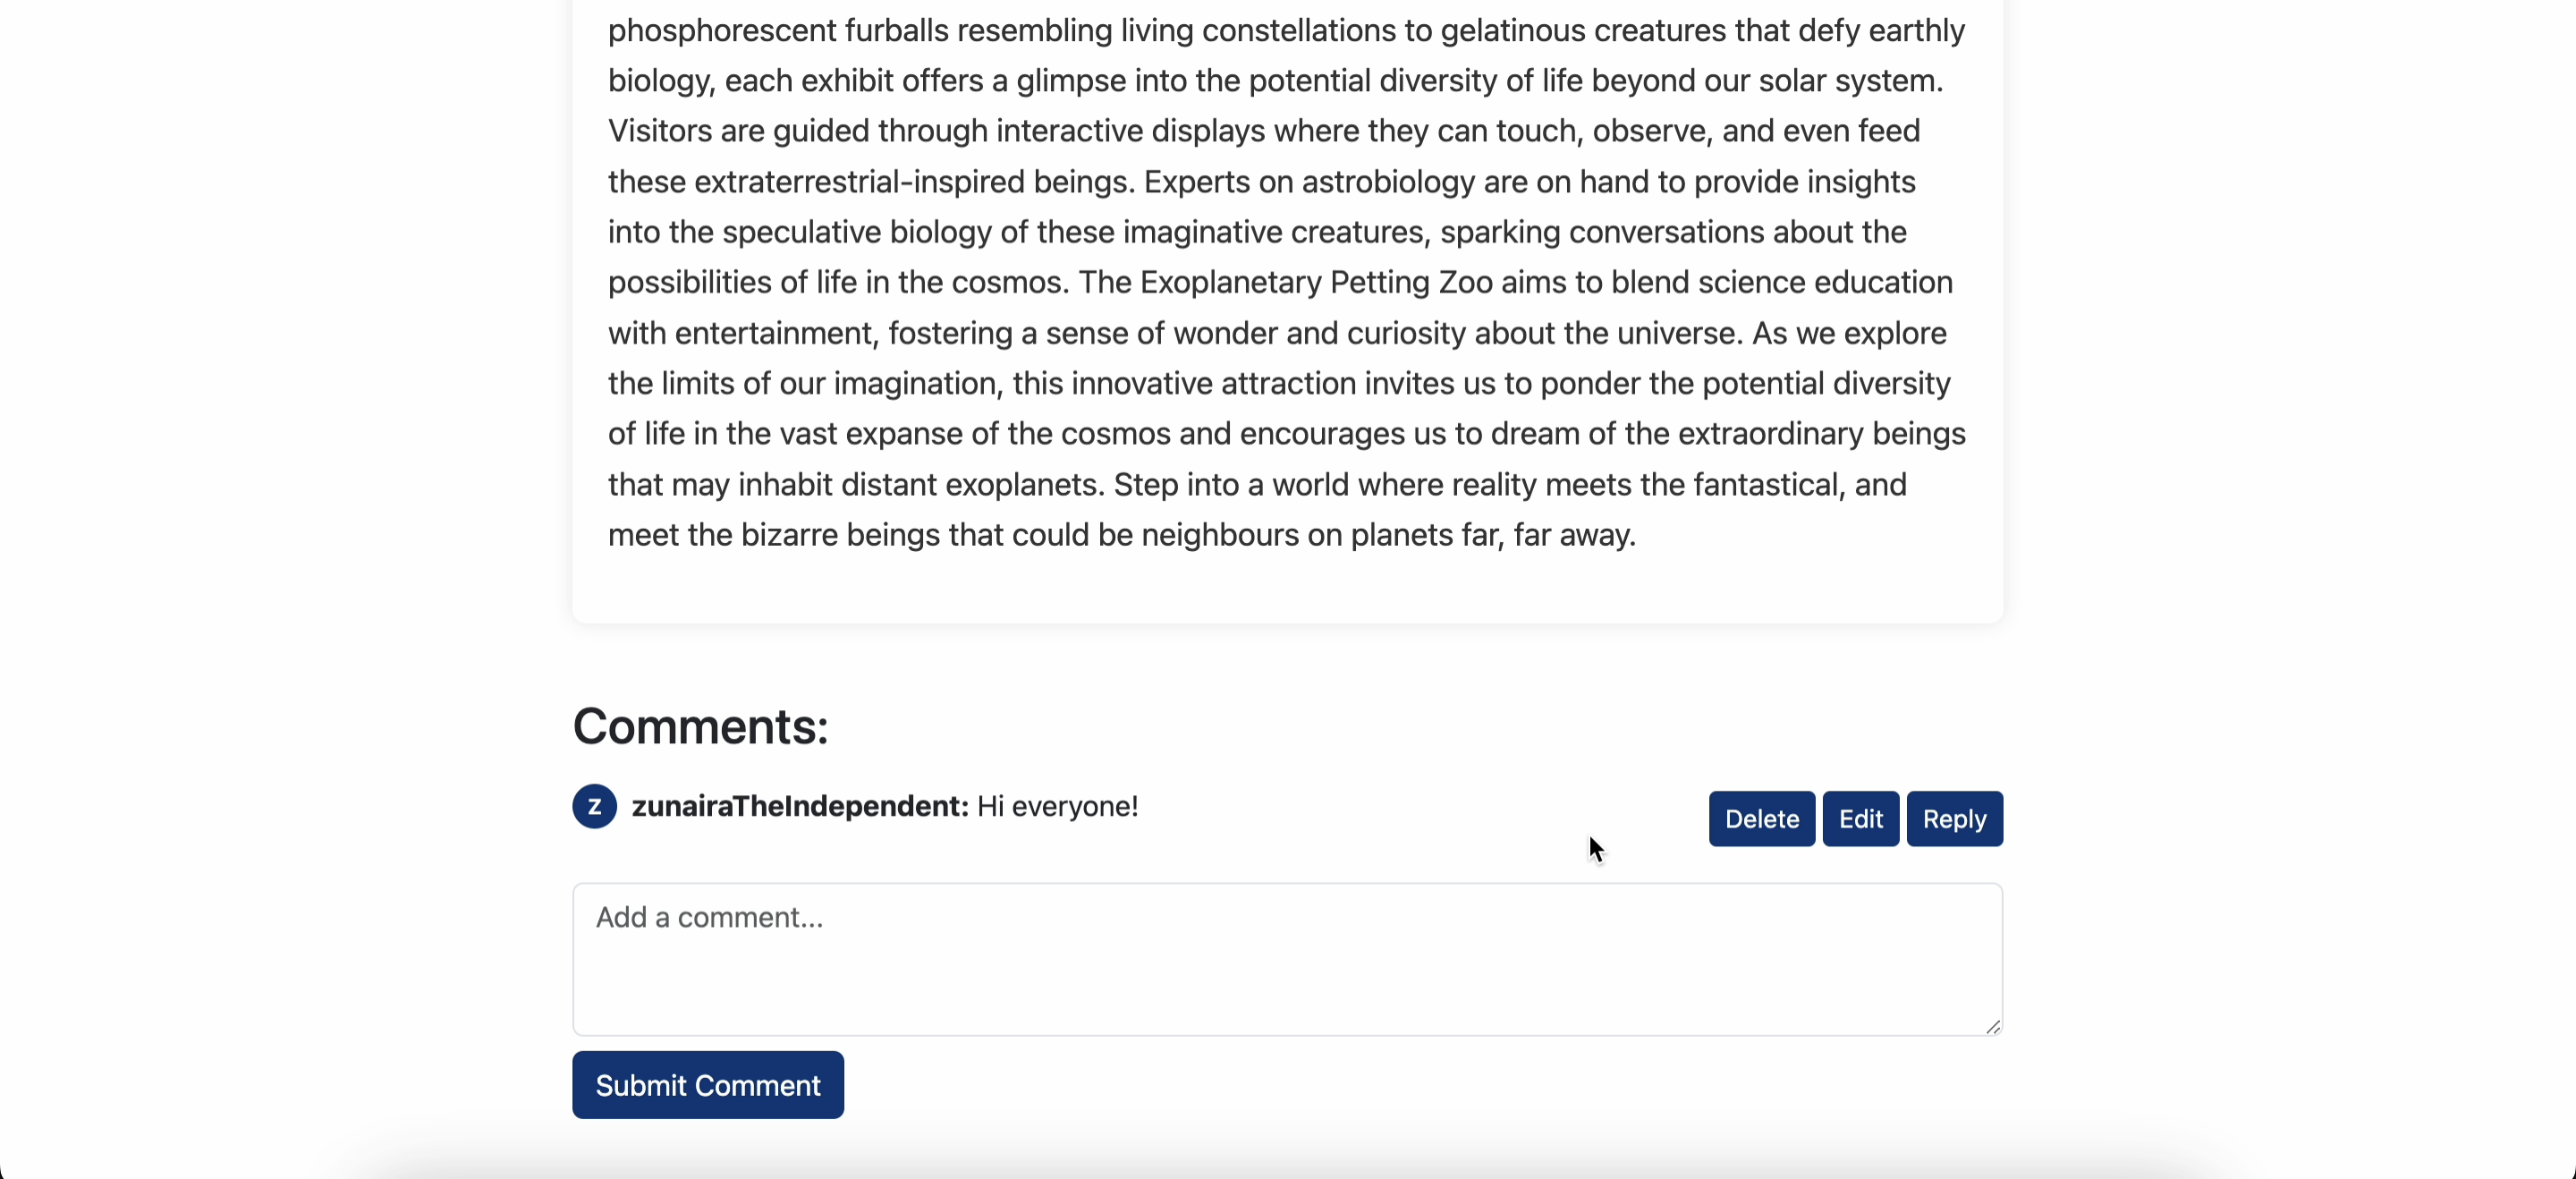 phosphorescent furballs resembling living constellations to gelatinous creatures that defy earthly
biology, each exhibit offers a glimpse into the potential diversity of life beyond our solar system.
Visitors are guided through interactive displays where they can touch, observe, and even feed
these extraterrestrial-inspired beings. Experts on astrobiology are on hand to provide insights
into the speculative biology of these imaginative creatures, sparking conversations about the
possibilities of life in the cosmos. The Exoplanetary Petting Zoo aims to blend science education
with entertainment, fostering a sense of wonder and curiosity about the universe. As we explore
the limits of our imagination, this innovative attraction invites us to ponder the potential diversity
of life in the vast expanse of the cosmos and encourages us to dream of the extraordinary beings
that may inhabit distant exoplanets. Step into a world where reality meets the fantastical, and
meet the bizarre beings that could be neighbours on planets far, far away.
Comments:
Z zunairaTheIndependent: Hi everyone! Delete Edit Reply
Add a comment...
Submit Comment